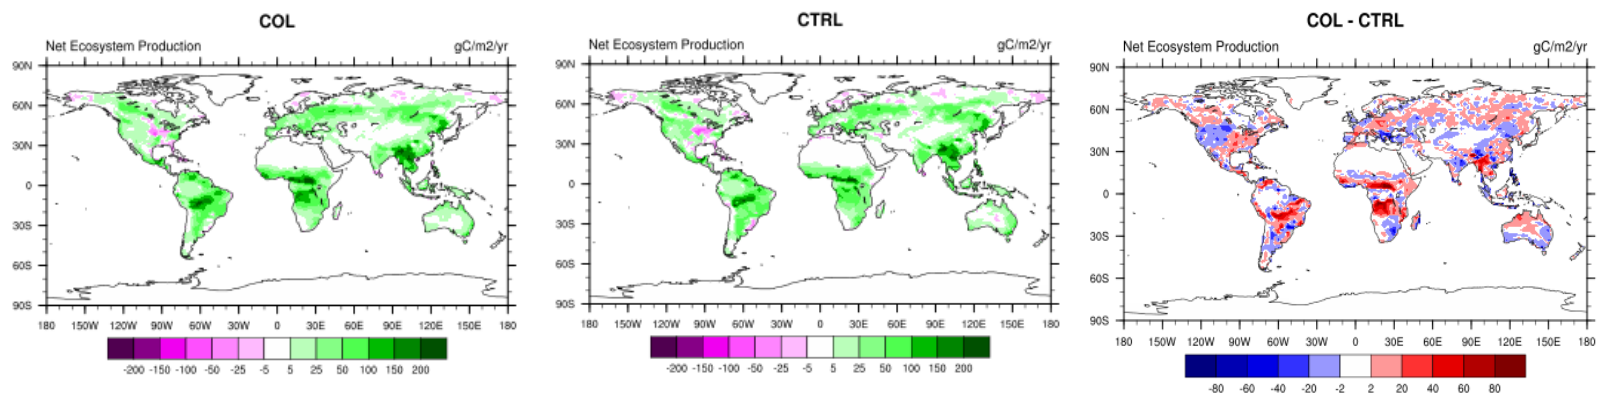 COL
Net Ecosystem Production gC/m2/yr
90N
60N
30N
0
30S
60S
90S
180 150W 120W 90W 60W 30W 0 30E 60E 90E 120E 150E 180
-200 -150 -100 -50 -25 -5 5 25 50 100 150 200
CTRL
Net Ecosystem Production gC/m2/yr
90N
60N
30N
0
30S
60S
90S
180 150W 120W 90W 60W 30W 0 30E 60E 90E 120E 150E 180
-200 -150 -100 -50 -25 -5 5 25 50 100 150 200
COL - CTRL
Net Ecosystem Production gC/m2/yr
90N
60N
30N
0
30S
60S
90S
180 150W 120W 90W 60W 30W 0 30E 60E 90E 120E 150E 180
-80 -60 -40 -20 -2 2 20 40 60 80